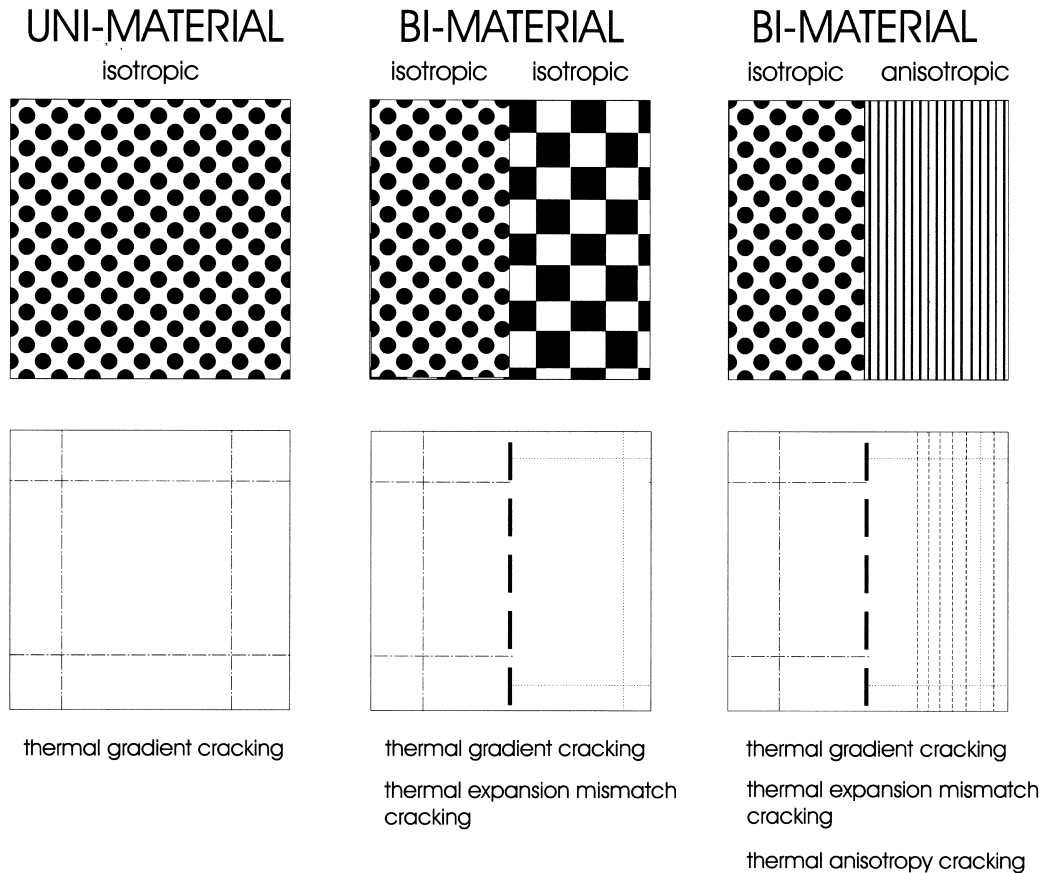 UNI-MATERIAL
isotropic
BI-MATERIAL
isotropic isotropic
BI-MATERIAL
isotropic anisotropic
thermal gradient cracking
thermal gradient cracking
thermal expansion mismatch
cracking
thermal gradient cracking
thermal expansion mismatch
cracking
thermal anisotropy cracking